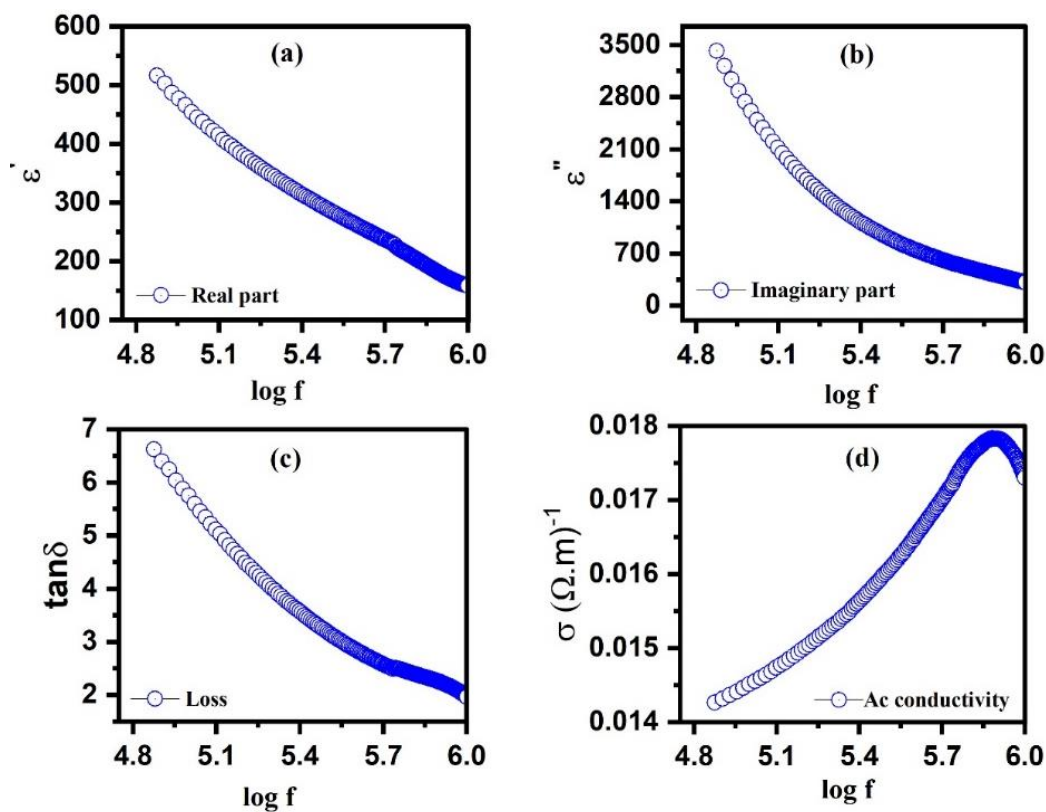 (a)
600
500
400
300
200
100
ε'
Real part
4.8 5.1 5.4 5.7 6.0
log f
(b)
3500
2800
2100
1400
700
0
ε"
Imaginary part
4.8 5.1 5.4 5.7 6.0
log f
(c)
7
6
5
4
3
2
tanδ
Loss
4.8 5.1 5.4 5.7 6.0
log f
(d)
0.018
0.017
0.016
0.015
0.014
σ (Ω.m)⁻¹
Ac conductivity
4.8 5.1 5.4 5.7 6.0
log f